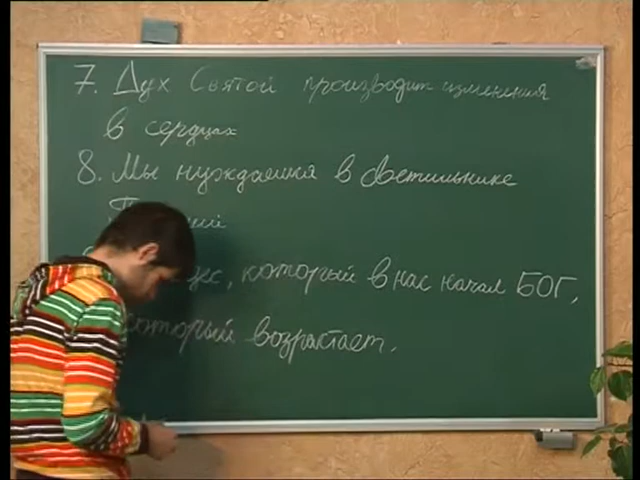 7. Дух Святой производит изменения
в сердцах
8. Мы нуждаемся в Светильнике
который в нас начал БОГ,
который возрастает.